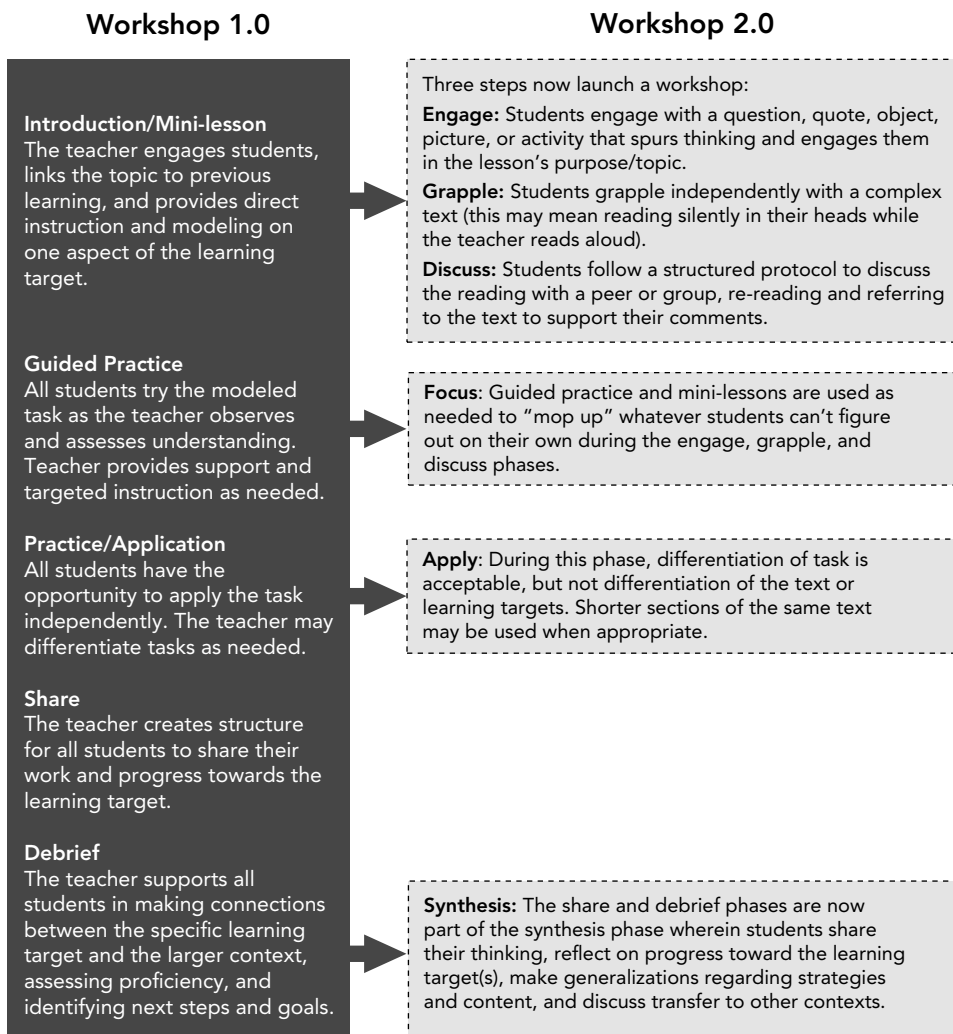 Workshop 1.0
Workshop 2.0
Introduction/Mini-lesson
The teacher engages students,
links the topic to previous
learning, and provides direct
instruction and modeling on
one aspect of the learning
target.
Three steps now launch a workshop:
Engage: Students engage with a question, quote, object,
picture, or activity that spurs thinking and engages them
in the lesson’s purpose/topic.
Grapple: Students grapple independently with a complex
text (this may mean reading silently in their heads while
the teacher reads aloud).
Discuss: Students follow a structured protocol to discuss
the reading with a peer or group, re-reading and referring
to the text to support their comments.
Guided Practice
All students try the modeled
task as the teacher observes
and assesses understanding.
Teacher provides support and
targeted instruction as needed.
Focus: Guided practice and mini-lessons are used as
needed to “mop up” whatever students can’t figure
out on their own during the engage, grapple, and
discuss phases.
Practice/Application
All students have the
opportunity to apply the task
independently. The teacher may
differentiate tasks as needed.
Apply: During this phase, differentiation of task is
acceptable, but not differentiation of the text or
learning targets. Shorter sections of the same text
may be used when appropriate.
Share
The teacher creates structure
for all students to share their
work and progress towards the
learning target.
Debrief
The teacher supports all
students in making connections
between the specific learning
target and the larger context,
assessing proficiency, and
identifying next steps and goals.
Synthesis: The share and debrief phases are now
part of the synthesis phase wherein students share
their thinking, reflect on progress toward the learning
target(s), make generalizations regarding strategies
and content, and discuss transfer to other contexts.